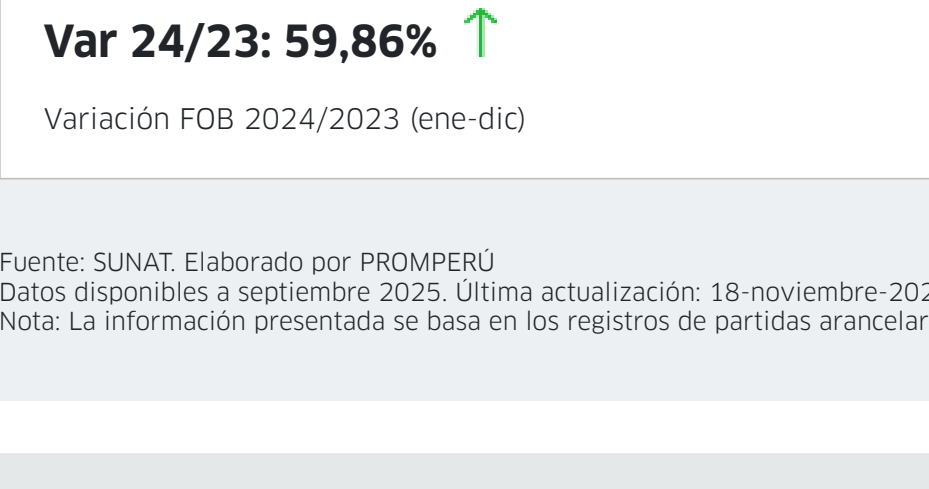 Var 24/23: 59,86%
Variación FOB 2024/2023 (ene-dic)
Fuente: SUNAT. Elaborado por PROMPERÚ
Datos disponibles a septiembre 2025. Última actualización: 18-noviembre-202
Nota: La información presentada se basa en los registros de partidas arancelar